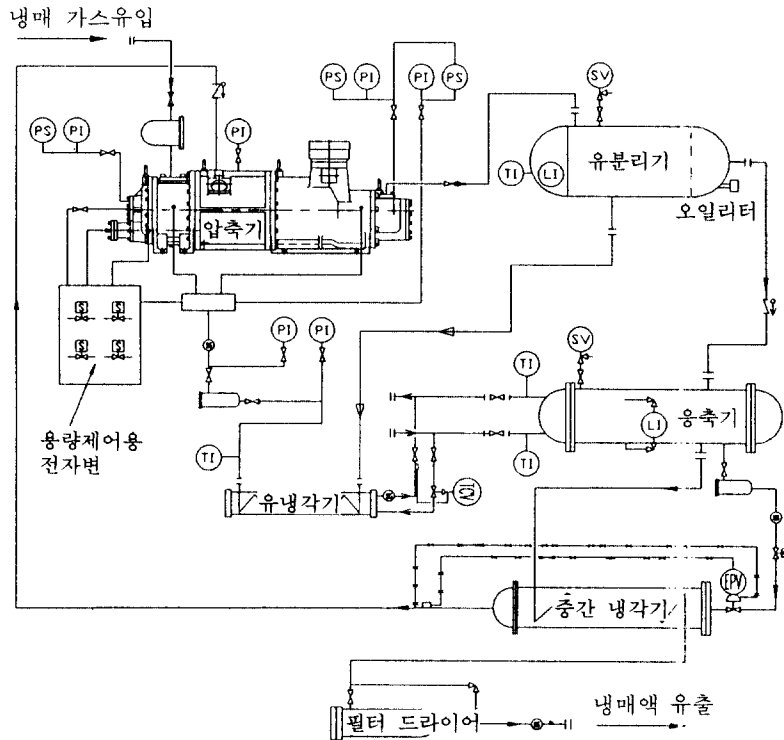 냉매 가스유입
PS
PI
PI
PS
PI
PI
PS
SV
TI
LI
유분리기
오일리터
압축기
S
S
S
S
PI
PI
용량제어용
전자변
TI
유냉각기
TCV
TI
TI
SV
LI
응축기
EPV
중간 냉각기
필터 드라이어
냉매액 유출